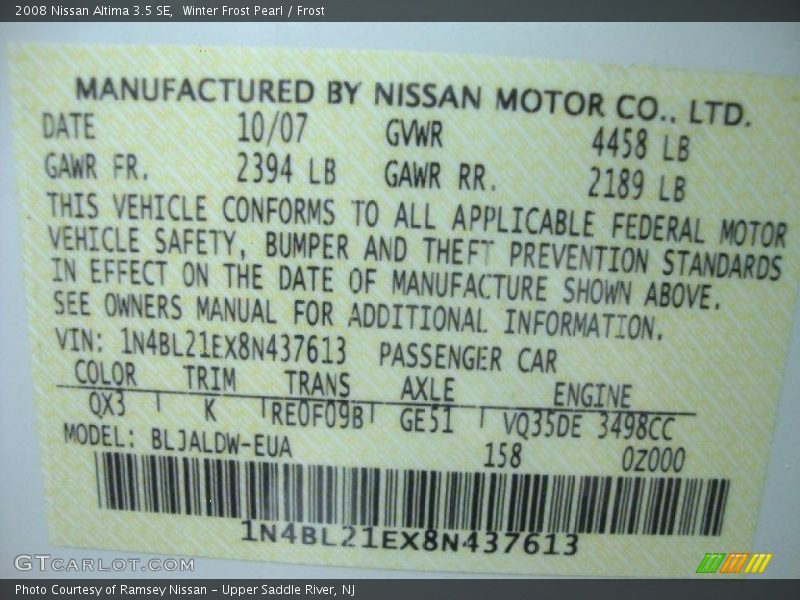 2008 Nissan Altima 3.5 SE,  Winter Frost Pearl / Frost
MANUFACTURED BY NISSAN MOTOR CO., LTD.
DATE 10/07 GVWR 4458 LB
GAWR FR. 2394 LB GAWR RR. 2189 LB
THIS VEHICLE CONFORMS TO ALL APPLICABLE FEDERAL MOTOR
VEHICLE SAFETY, BUMPER AND THEFT PREVENTION STANDARDS
IN EFFECT ON THE DATE OF MANUFACTURE SHOWN ABOVE.
SEE OWNERS MANUAL FOR ADDITIONAL INFORMATION.
VIN: 1N4BL21EX8N437613 PASSENGER CAR
COLOR TRIM TRANS AXLE ENGINE
QX3 K RE0F09B GE51 VQ35DE 3498CC
MODEL: BLJALDW-EUA 158 0Z000
1N4BL21EX8N437613
GTCARLOT.COM
Photo Courtesy of Ramsey Nissan - Upper Saddle River, NJ